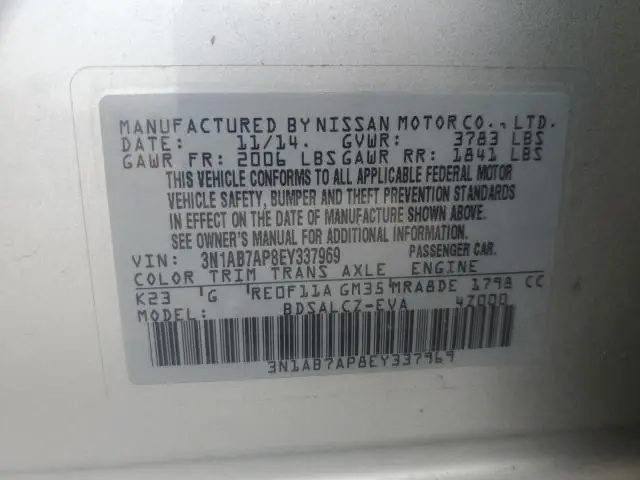 MANUFACTURED BY NISSAN MOTOR CO., LTD.
DATE: 11/14. GVWR: 3783 LBS
GAWR FR: 2006 LBS GAWR RR: 1841 LBS
THIS VEHICLE CONFORMS TO ALL APPLICABLE FEDERAL MOTOR
VEHICLE SAFETY, BUMPER AND THEFT PREVENTION STANDARDS
IN EFFECT ON THE DATE OF MANUFACTURE SHOWN ABOVE.
SEE OWNER'S MANUAL FOR ADDITIONAL INFORMATION.
VIN: 3N1AB7AP8EY337969 PASSENGER CAR.
COLOR TRIM TRANS AXLE ENGINE
K23 G RE0F11A GM35 MRA8DE 1798 CC
MODEL: BDSALCZ-EVA 4Z000
3N1AB7AP8EY337969